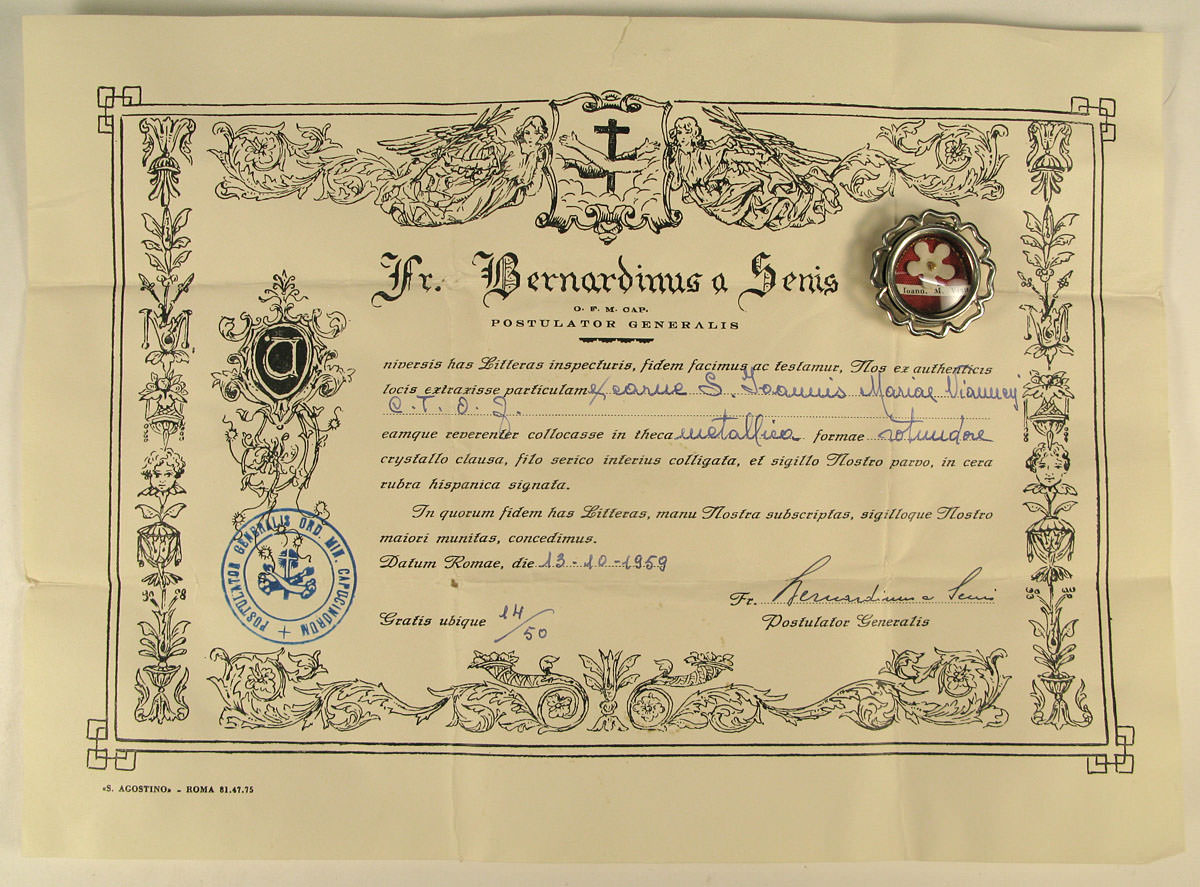 Fr. Bernardinus a Senis
O. F. M. CAP.
POSTULATOR GENERALIS
Ioann. M.
U
niversis has Litteras inspecturis, fidem facimus ac testamur, Nos ex authenticis
locis extraxisse particulam ex carne S. Joannis Mariae Vianney
C. T. O. F.
eamque reverenter collocasse in theca metallica formae rotundae
crystallo clausa, filo serico interius colligata, et sigillo Nostro parvo, in cera
rubra hispanica signata.
In quorum fidem has Litteras, manu Nostra subscriptas, sigilloque Nostro
maiori munitas, concedimus.
Datum Romae, die 13-10-1959
POSTULATOR GENERALIS ORD. MIN. CAPUCINORUM
Fr. Bernardinus a Senis
Gratis ubique 14/50
Postulator Generalis
«S. AGOSTINO» - ROMA 81.47.75